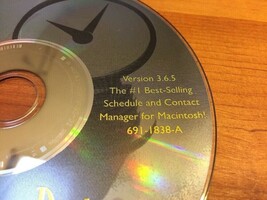 Version 3.6.5
The #1 Best-Selling
Schedule and Contact
Manager for Macintosh!
691-1838-A